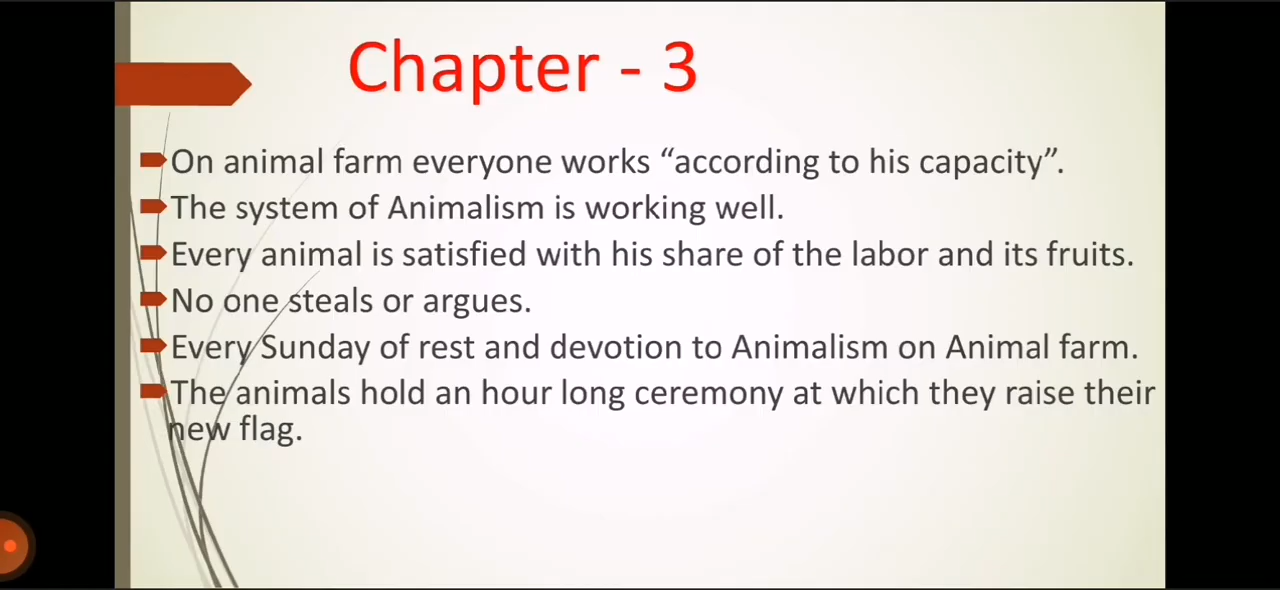 Chapter - 3
On animal farm everyone works “according to his capacity”.
The system of Animalism is working well.
Every animal is satisfied with his share of the labor and its fruits.
No one steals or argues.
Every Sunday of rest and devotion to Animalism on Animal farm.
The animals hold an hour long ceremony at which they raise their
new flag.